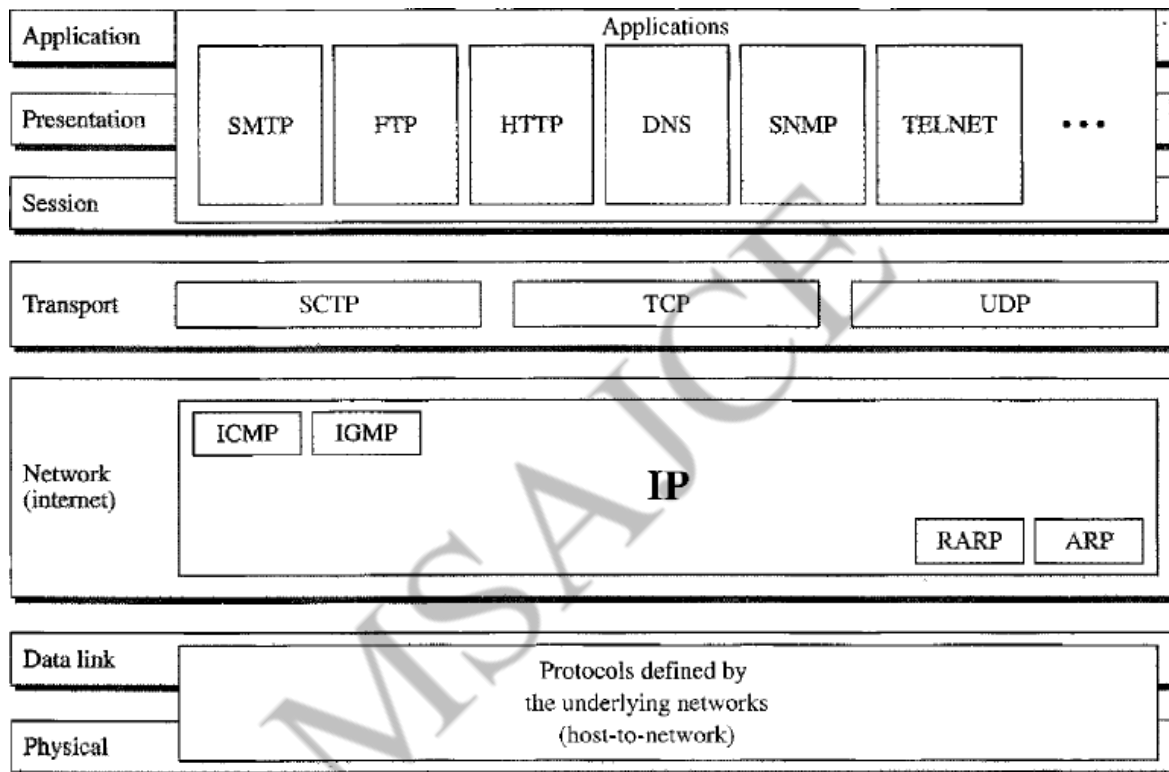 Application
Applications
Presentation
SMTP
FTP
HTTP
DNS
SNMP
TELNET
•••
Session
Transport
SCTP
TCP
UDP
ICMP
IGMP
Network
(internet)
IP
RARP
ARP
Data link
Protocols defined by
the underlying networks
(host-to-network)
Physical
MSAJCE